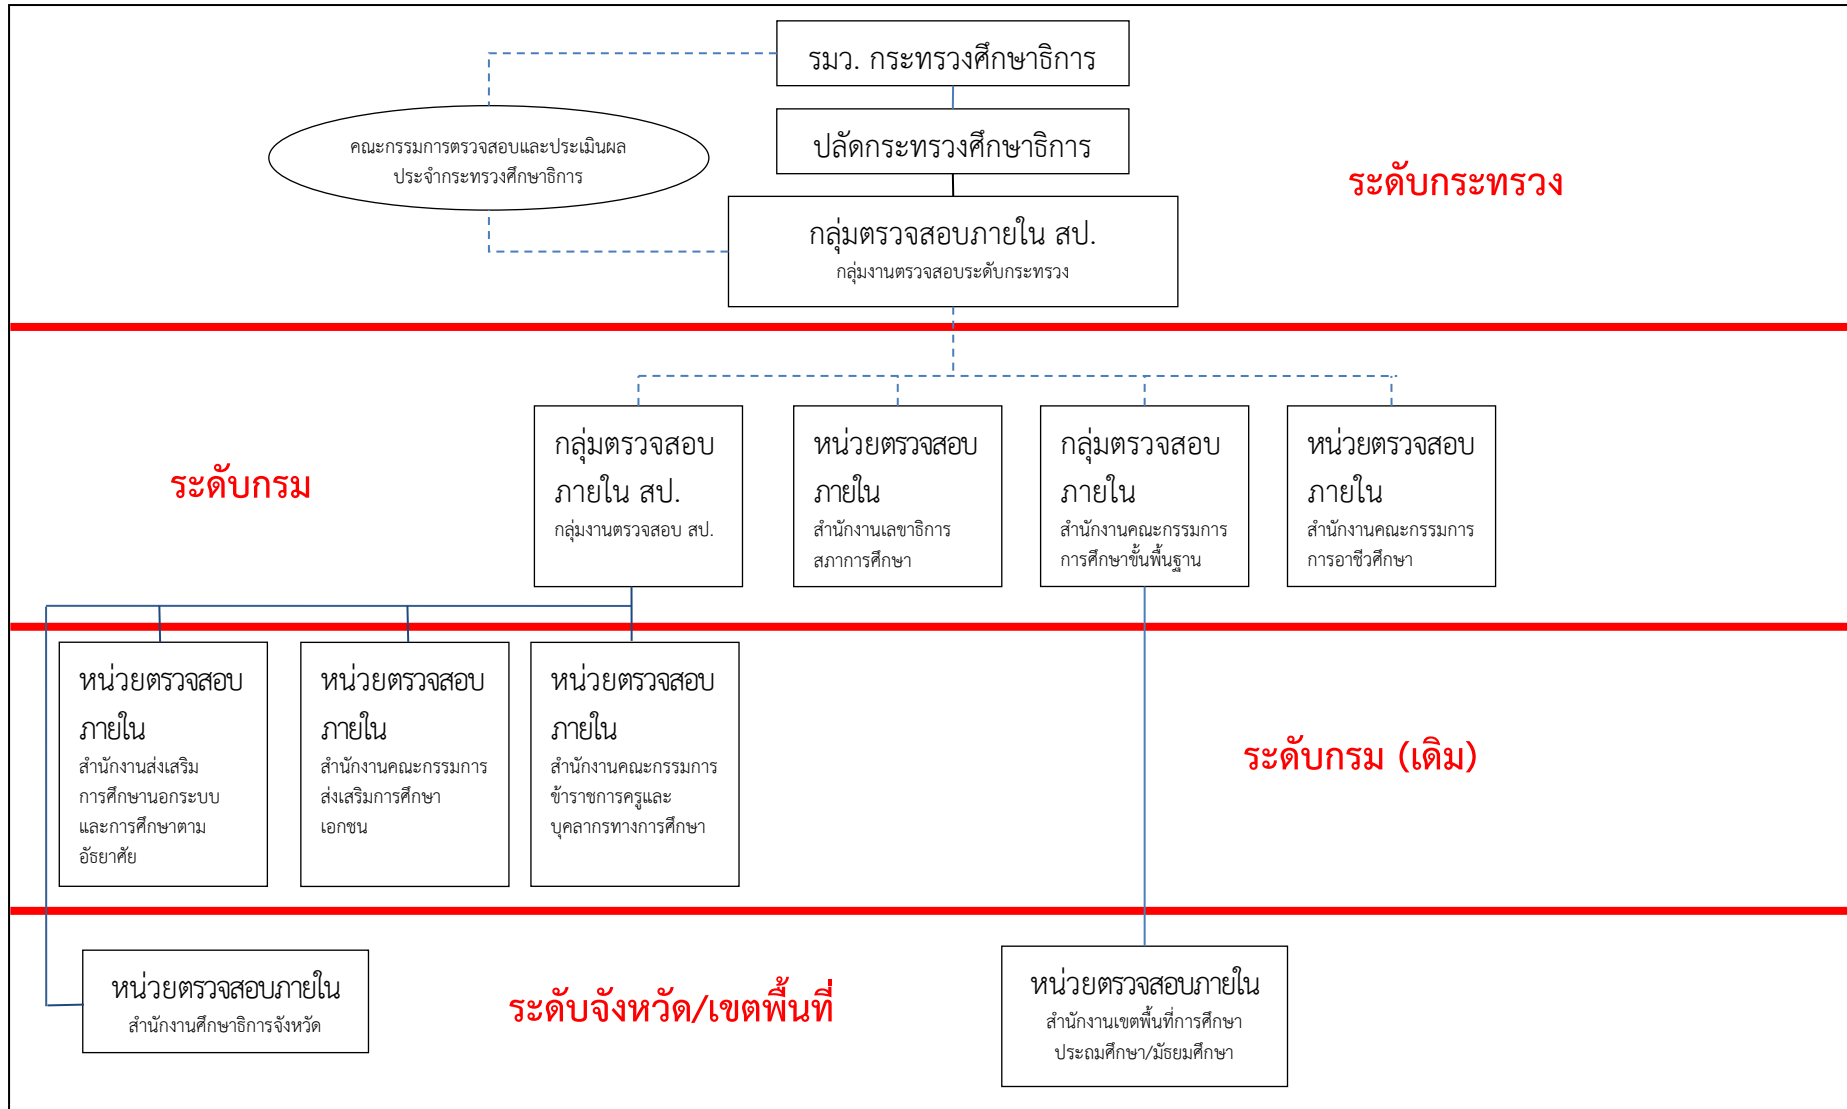 รมว. กระทรวงศึกษาธิการ
ปลัดกระทรวงศึกษาธิการ
คณะกรรมการตรวจสอบและประเมินผล
ประจำกระทรวงศึกษาธิการ
ระดับกระทรวง
กลุ่มตรวจสอบภายใน สป.
กลุ่มงานตรวจสอบระดับกระทรวง
ระดับกรม
กลุ่มตรวจสอบ
ภายใน สป.
กลุ่มงานตรวจสอบ สป.
หน่วยตรวจสอบ
ภายใน
สำนักงานเลขาธิการ
สภาการศึกษา
กลุ่มตรวจสอบ
ภายใน
สำนักงานคณะกรรมการ
การศึกษาขั้นพื้นฐาน
หน่วยตรวจสอบ
ภายใน
สำนักงานคณะกรรมการ
การอาชีวศึกษา
หน่วยตรวจสอบ
ภายใน
สำนักงานส่งเสริม
การศึกษานอกระบบ
และการศึกษาตาม
อัธยาศัย
หน่วยตรวจสอบ
ภายใน
สำนักงานคณะกรรมการ
ส่งเสริมการศึกษา
เอกชน
หน่วยตรวจสอบ
ภายใน
สำนักงานคณะกรรมการ
ข้าราชการครูและ
บุคลากรทางการศึกษา
ระดับกรม (เดิม)
หน่วยตรวจสอบภายใน
สำนักงานศึกษาธิการจังหวัด
ระดับจังหวัด/เขตพื้นที่
หน่วยตรวจสอบภายใน
สำนักงานเขตพื้นที่การศึกษา
ประถมศึกษา/มัธยมศึกษา